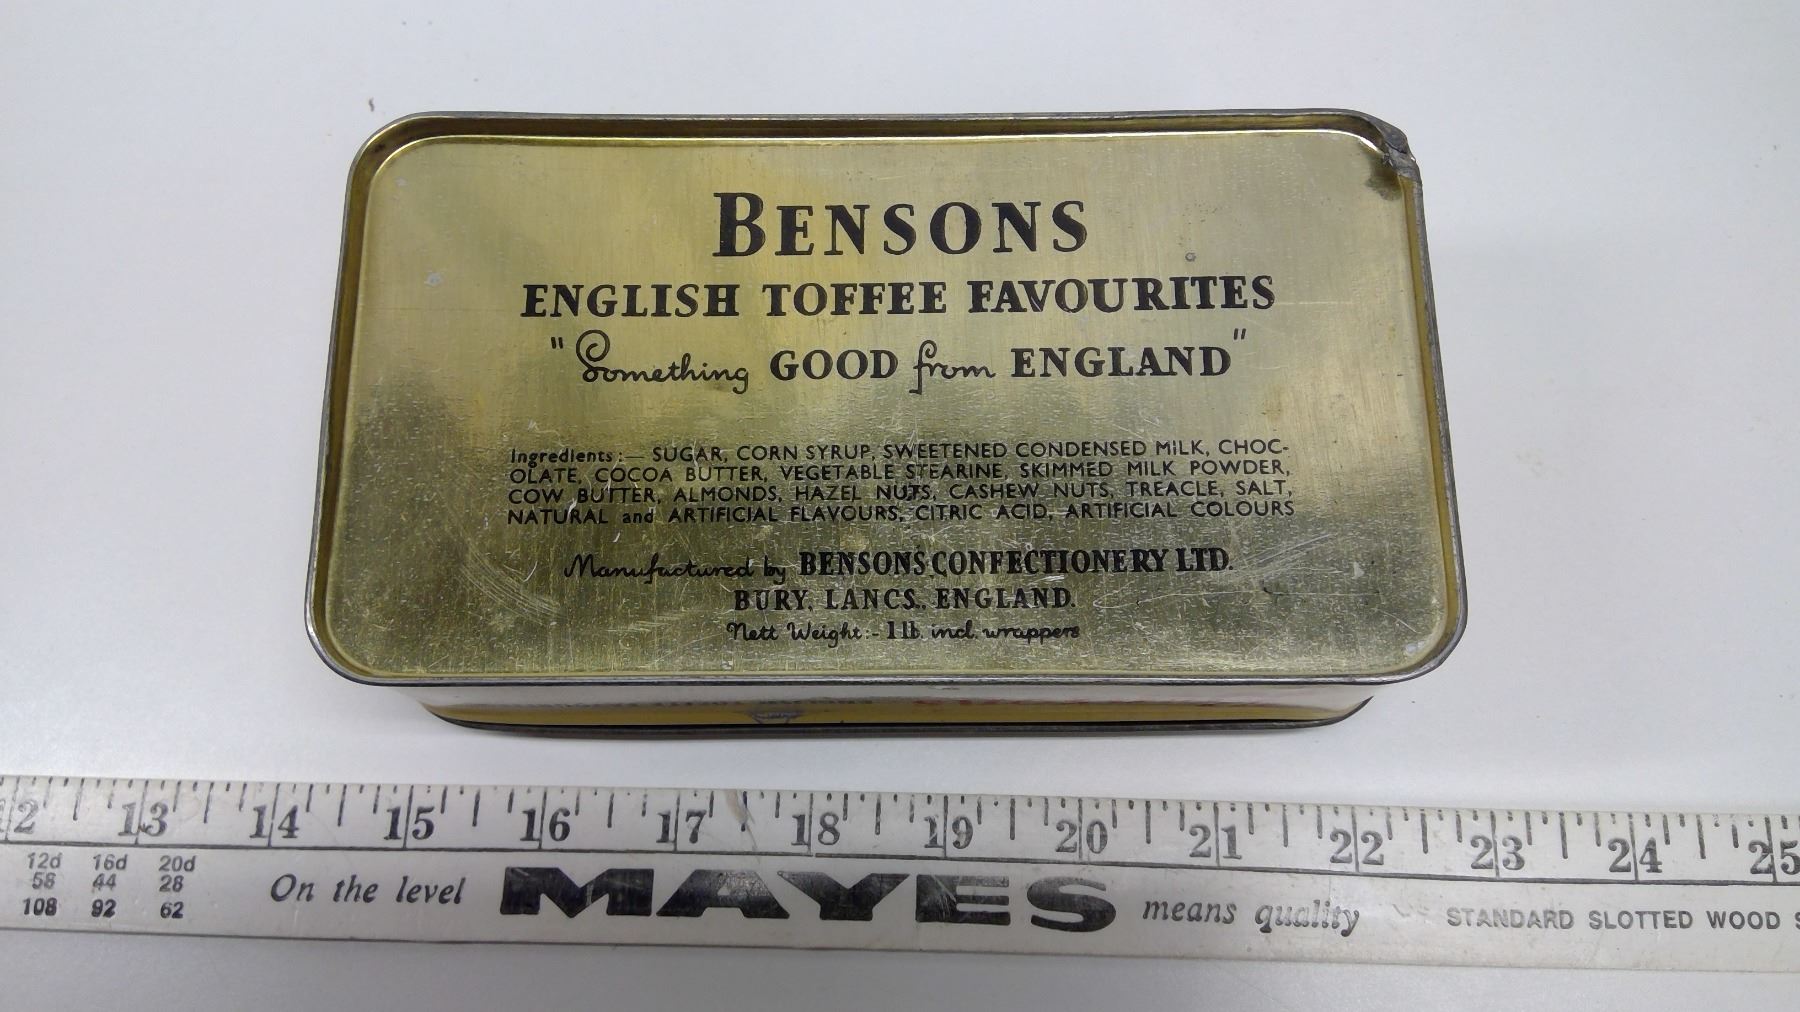 BENSONS
ENGLISH TOFFEE FAVOURITES
"Something GOOD from ENGLAND"
Ingredients:— SUGAR, CORN SYRUP, SWEETENED CONDENSED MILK, CHOC-
OLATE, COCOA BUTTER, VEGETABLE STEARINE, SKIMMED MILK POWDER,
COW BUTTER, ALMONDS, HAZEL NUTS, CASHEW NUTS, TREACLE, SALT,
NATURAL and ARTIFICIAL FLAVOURS, CITRIC ACID, ARTIFICIAL COLOURS
Manufactured by BENSONS CONFECTIONERY LTD.
BURY, LANCS., ENGLAND.
Nett Weight:- 1 lb. incl. wrappers
12 13 14 15 16 17 18 19 20 21 22 23 24 25
12d 16d 20d
58 44 28
108 92 62
On the level MAYES means quality STANDARD SLOTTED WOOD